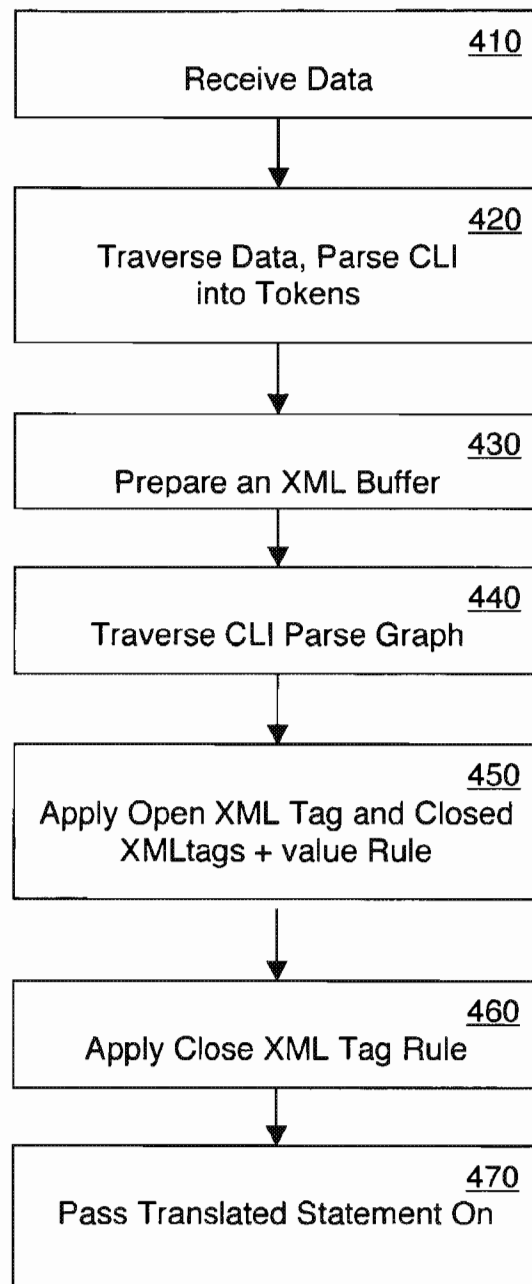 410
Receive Data
420
Traverse Data, Parse CLI
into Tokens
430
Prepare an XML Buffer
440
Traverse CLI Parse Graph
450
Apply Open XML Tag and Closed
XMLtags + value Rule
460
Apply Close XML Tag Rule
470
Pass Translated Statement On